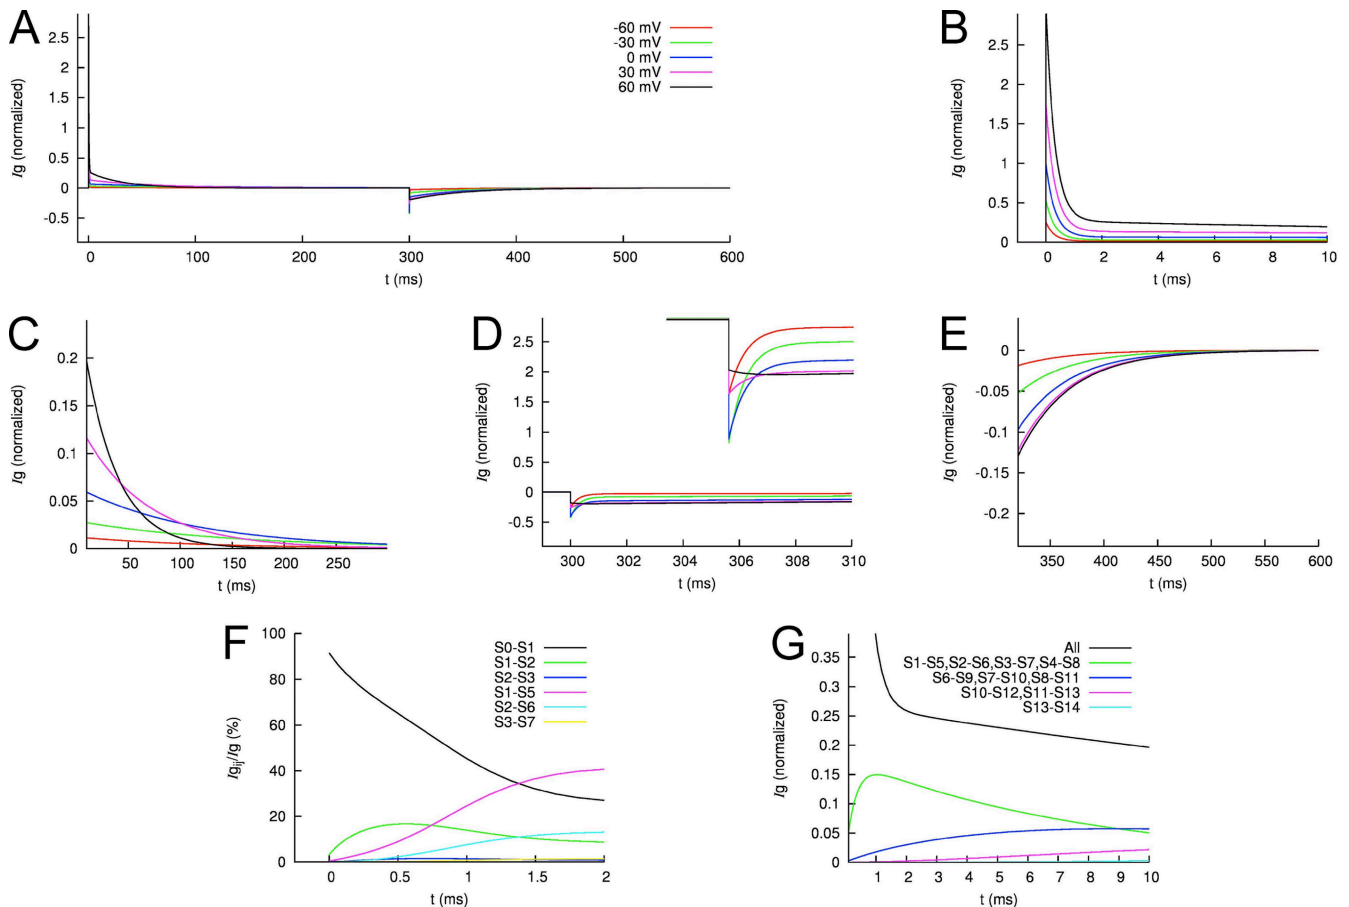 A
-60 mV
-30 mV
0 mV
30 mV
60 mV
Ig (normalized)
2.5
2
1.5
1
0.5
0
-0.5
0
100
200
300
400
500
600
t (ms)
B
Ig (normalized)
2.5
2
1.5
1
0.5
0
0
2
4
6
8
10
t (ms)
C
Ig (normalized)
0.2
0.15
0.1
0.05
0
50
100
150
200
250
t (ms)
D
Ig (normalized)
2.5
2
1.5
1
0.5
0
-0.5
300
302
304
306
308
310
t (ms)
E
Ig (normalized)
0
-0.05
-0.1
-0.15
-0.2
350
400
450
500
550
600
t (ms)
F
S0-S1
S1-S2
S2-S3
S1-S5
S2-S6
S3-S7
Igij/Ig (%)
100
80
60
40
20
0
0
0.5
1
1.5
2
t (ms)
G
All
S1-S5,S2-S6,S3-S7,S4-S8
S6-S9,S7-S10,S8-S11
S10-S12,S11-S13
S13-S14
Ig (normalized)
0.35
0.3
0.25
0.2
0.15
0.1
0.05
0
1
2
3
4
5
6
7
8
9
10
t (ms)